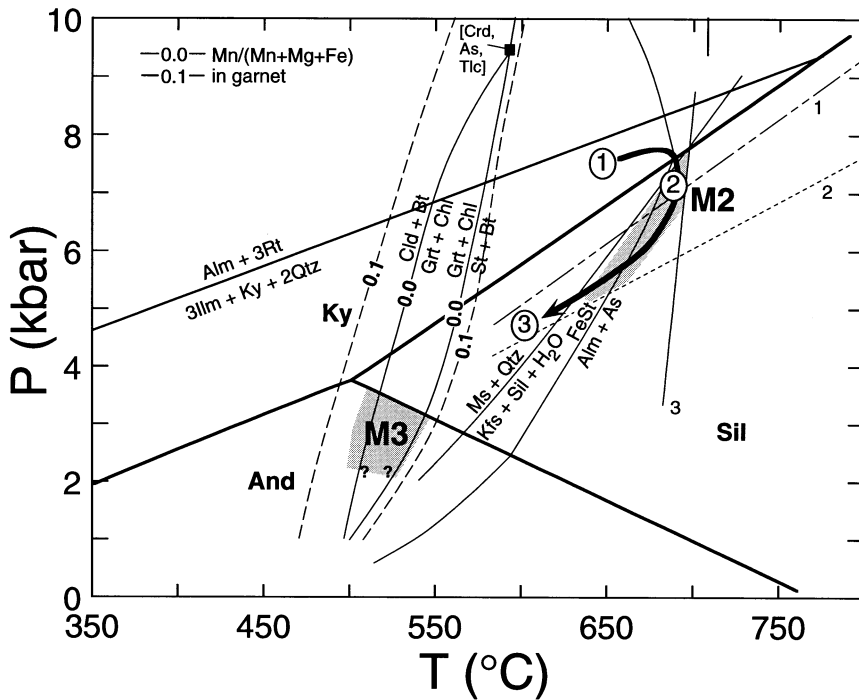 10
8
6
4
2
0
P (kbar)
350
450
550
650
750
T (°C)
—0.0— Mn/(Mn+Mg+Fe)
—0.1— in garnet
[Crd,
As,
Tlc]
1
2
3
M2
1
2
3
Alm + 3Rt
3Ilm + Ky + 2Qtz
Ky
0.1
0.0
Cld + Bt
Grt + Chl
Grt + Chl
St + Bt
0.0
0.1
Ms + Qtz
Kfs + Sil + H2O
FeSt
Alm + As
M3
? ?
And
Sil